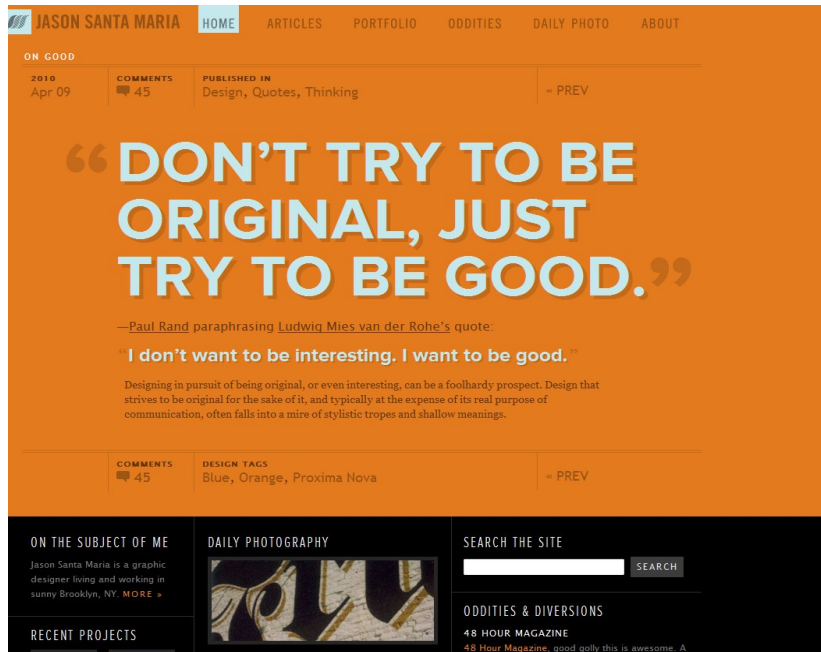 JASON SANTA MARIA HOME ARTICLES PORTFOLIO ODDITIES DAILY PHOTO ABOUT
ON GOOD
2010
Apr 09
COMMENTS
45
PUBLISHED IN
Design, Quotes, Thinking
« PREV
“DON’T TRY TO BE
ORIGINAL, JUST
TRY TO BE GOOD.”
—Paul Rand paraphrasing Ludwig Mies van der Rohe’s quote:
“I don’t want to be interesting. I want to be good.”
Designing in pursuit of being original, or even interesting, can be a foolhardy prospect. Design that
strives to be original for the sake of it, and typically at the expense of its real purpose of
communication, often falls into a mire of stylistic tropes and shallow meanings.
COMMENTS
45
DESIGN TAGS
Blue, Orange, Proxima Nova
« PREV
ON THE SUBJECT OF ME
Jason Santa Maria is a graphic
designer living and working in
sunny Brooklyn, NY. MORE »
RECENT PROJECTS
DAILY PHOTOGRAPHY
SEARCH THE SITE
SEARCH
ODDITIES & DIVERSIONS
48 HOUR MAGAZINE
48 Hour Magazine, good golly this is awesome. A